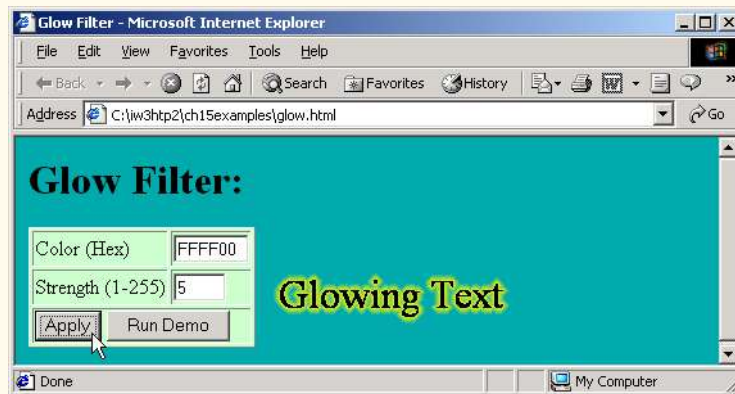 Glow Filter - Microsoft Internet Explorer
File Edit View Favorites Tools Help
Back Search Favorites History »
Address C:\iw3htp2\ch15examples\glow.html Go
Glow Filter:
Color (Hex) FFFF00
Strength (1-255) 5
Glowing Text
Apply Run Demo
Done My Computer